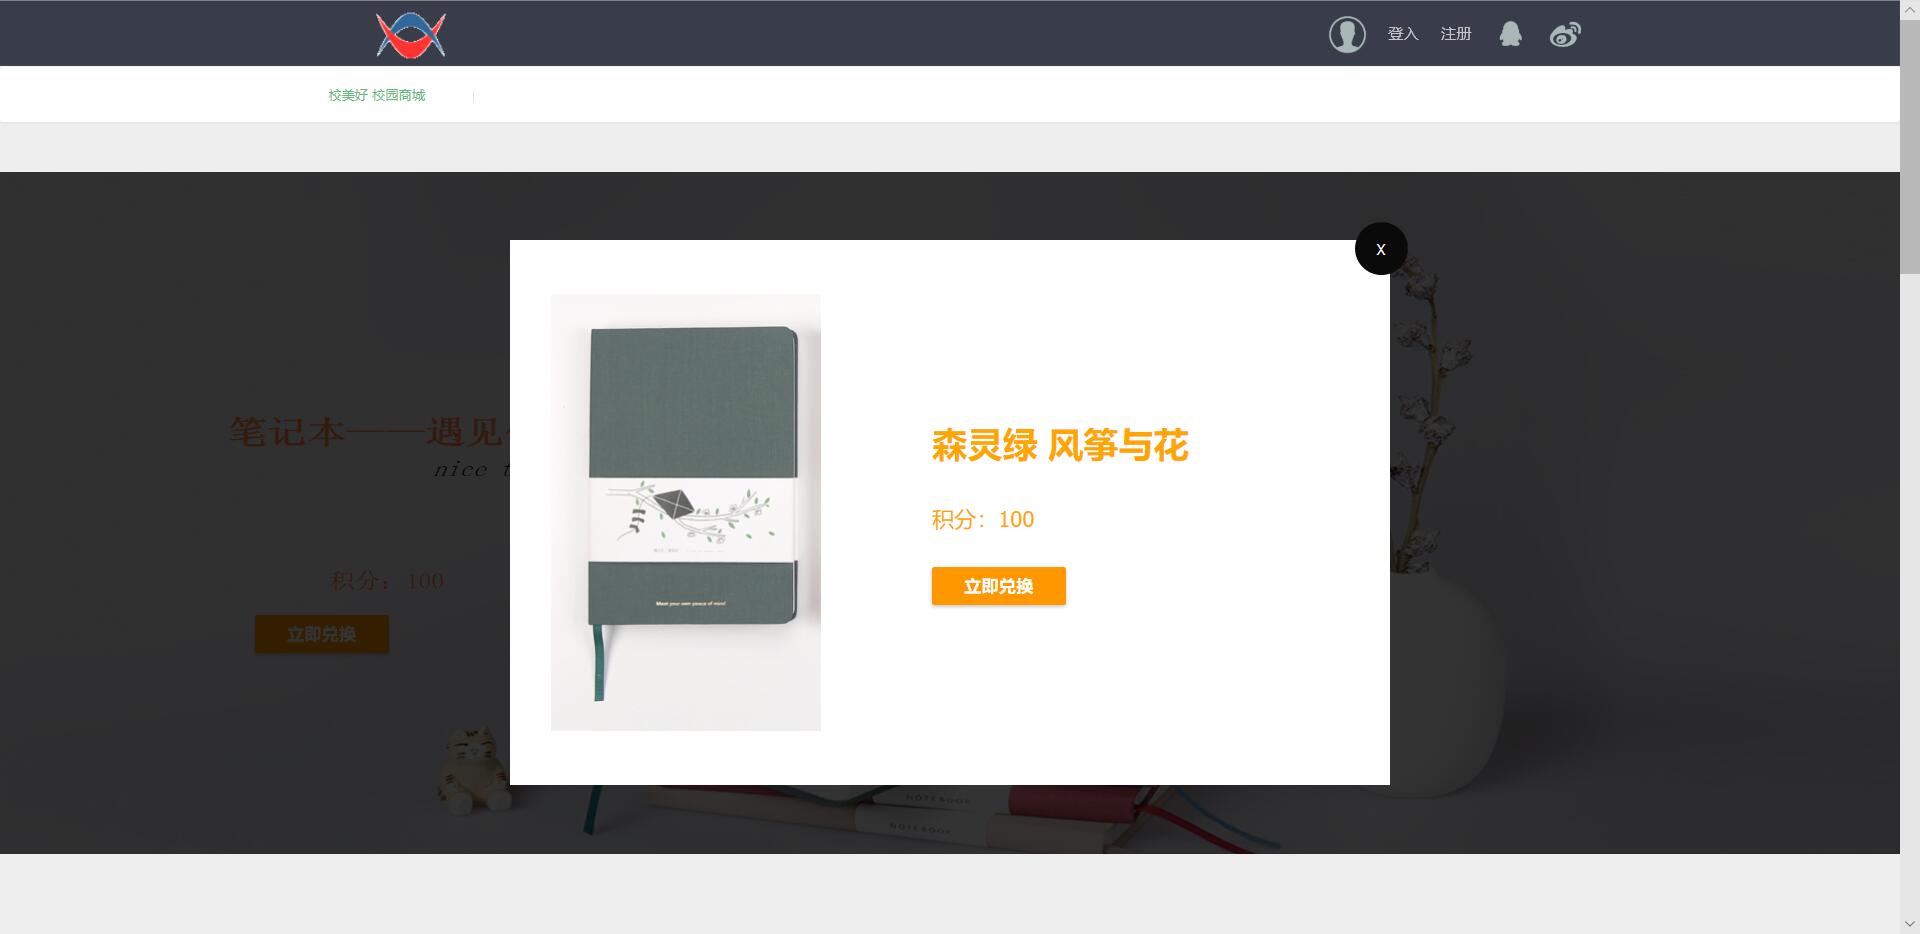 登入 注册
校美好 校园商城
X
笔记本——遇见
nice t
积分：100
立即兑换
Meet your own peace of mind
森灵绿 风筝与花
积分：100
立即兑换
NOTEBOOK
NOTEBOOK